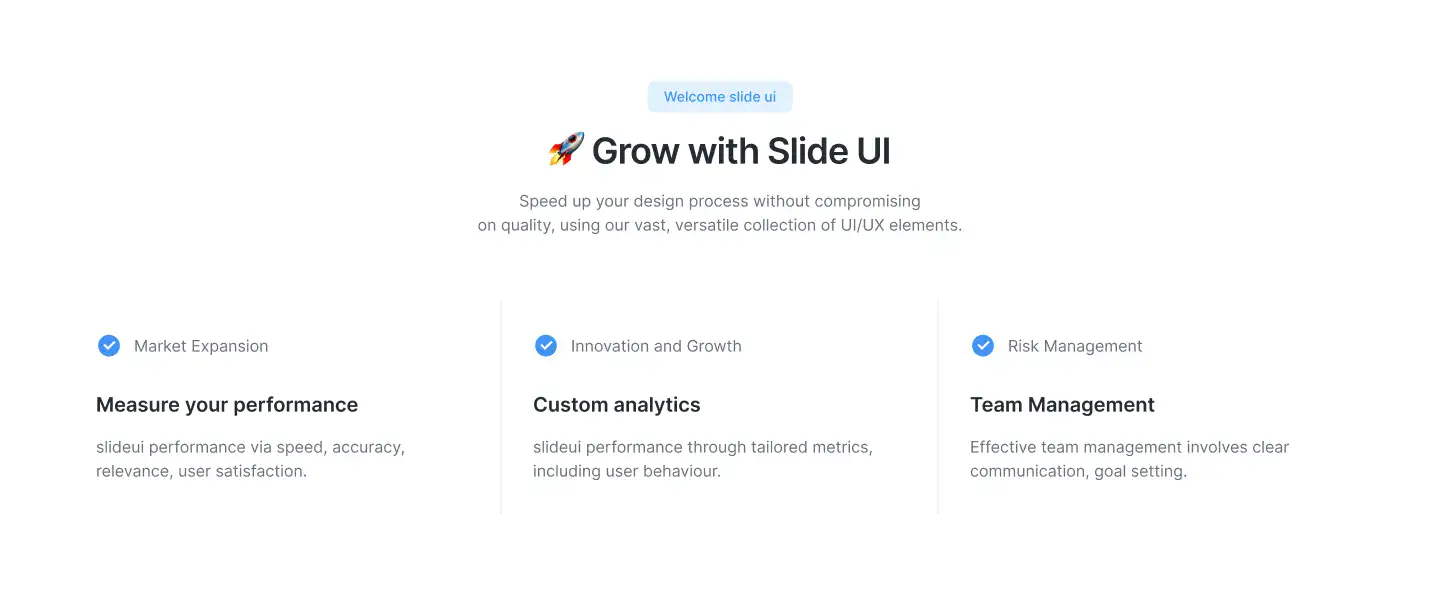 Welcome slide ui
🚀 Grow with Slide UI
Speed up your design process without compromising
on quality, using our vast, versatile collection of UI/UX elements.
Market Expansion
Measure your performance
slideui performance via speed, accuracy,
relevance, user satisfaction.
Innovation and Growth
Custom analytics
slideui performance through tailored metrics,
including user behaviour.
Risk Management
Team Management
Effective team management involves clear
communication, goal setting.